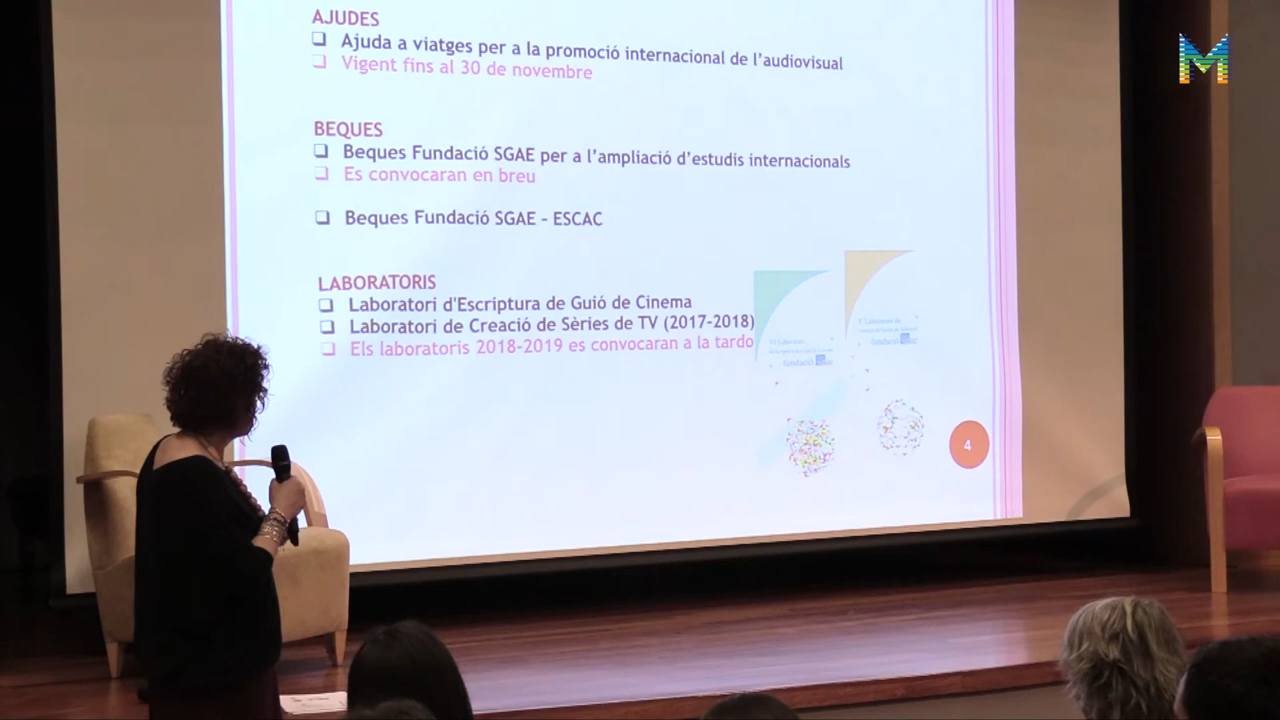 AJUDES
❑ Ajuda a viatges per a la promoció internacional de l'audiovisual
❑ Vigent fins al 30 de novembre
BEQUES
❑ Beques Fundació SGAE per a l'ampliació d'estudis internacionals
❑ Es convocaran en breu
❑ Beques Fundació SGAE - ESCAC
LABORATORIS
❑ Laboratori d'Escriptura de Guió de Cinema
❑ Laboratori de Creació de Sèries de TV (2017-2018)
❑ Els laboratoris 2018-2019 es convocaran a la tardo
fundació
fundació
4
M